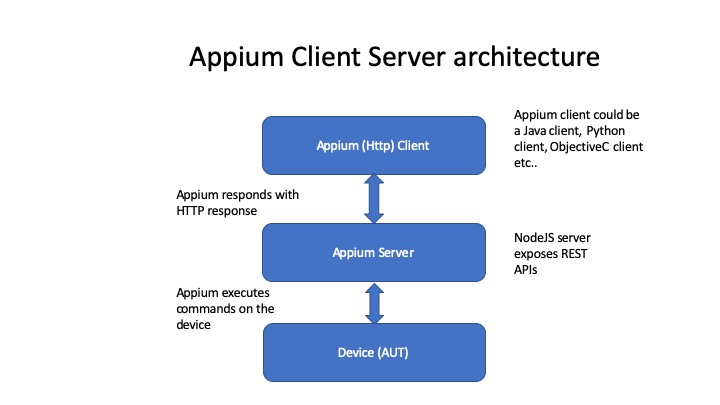 Appium Client Server architecture
Appium (Http) Client
Appium client could be
a Java client, Python
client, ObjectiveC client
etc..
Appium responds with
HTTP response
Appium Server
NodeJS server
exposes REST
APIs
Appium executes
commands on the
device
Device (AUT)